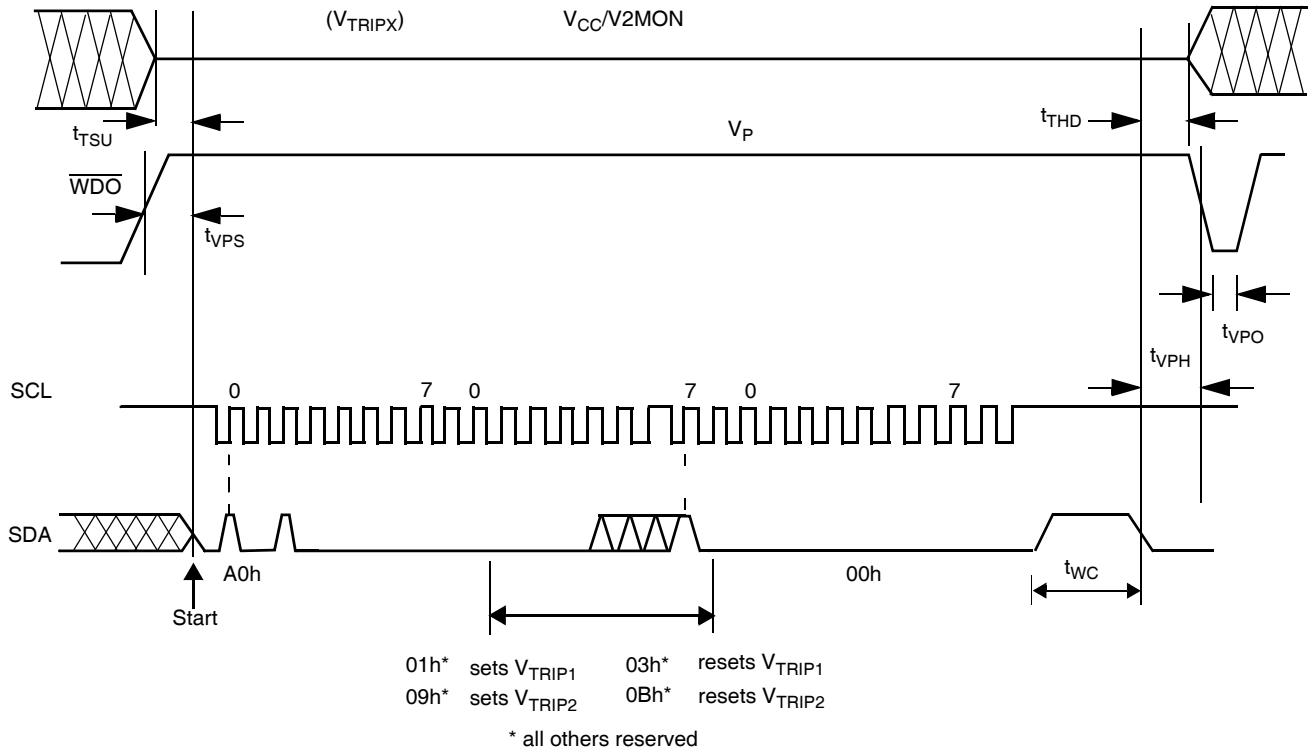 (VTRIPX) VCC/V2MON
tTSU
tTHD
VP
WDO
tVPS
tVPO
tVPH
SCL 0 7 0 7 0 7
SDA
A0h 00h tWC
Start
01h* sets VTRIP1 03h* resets VTRIP1
09h* sets VTRIP2 0Bh* resets VTRIP2
* all others reserved